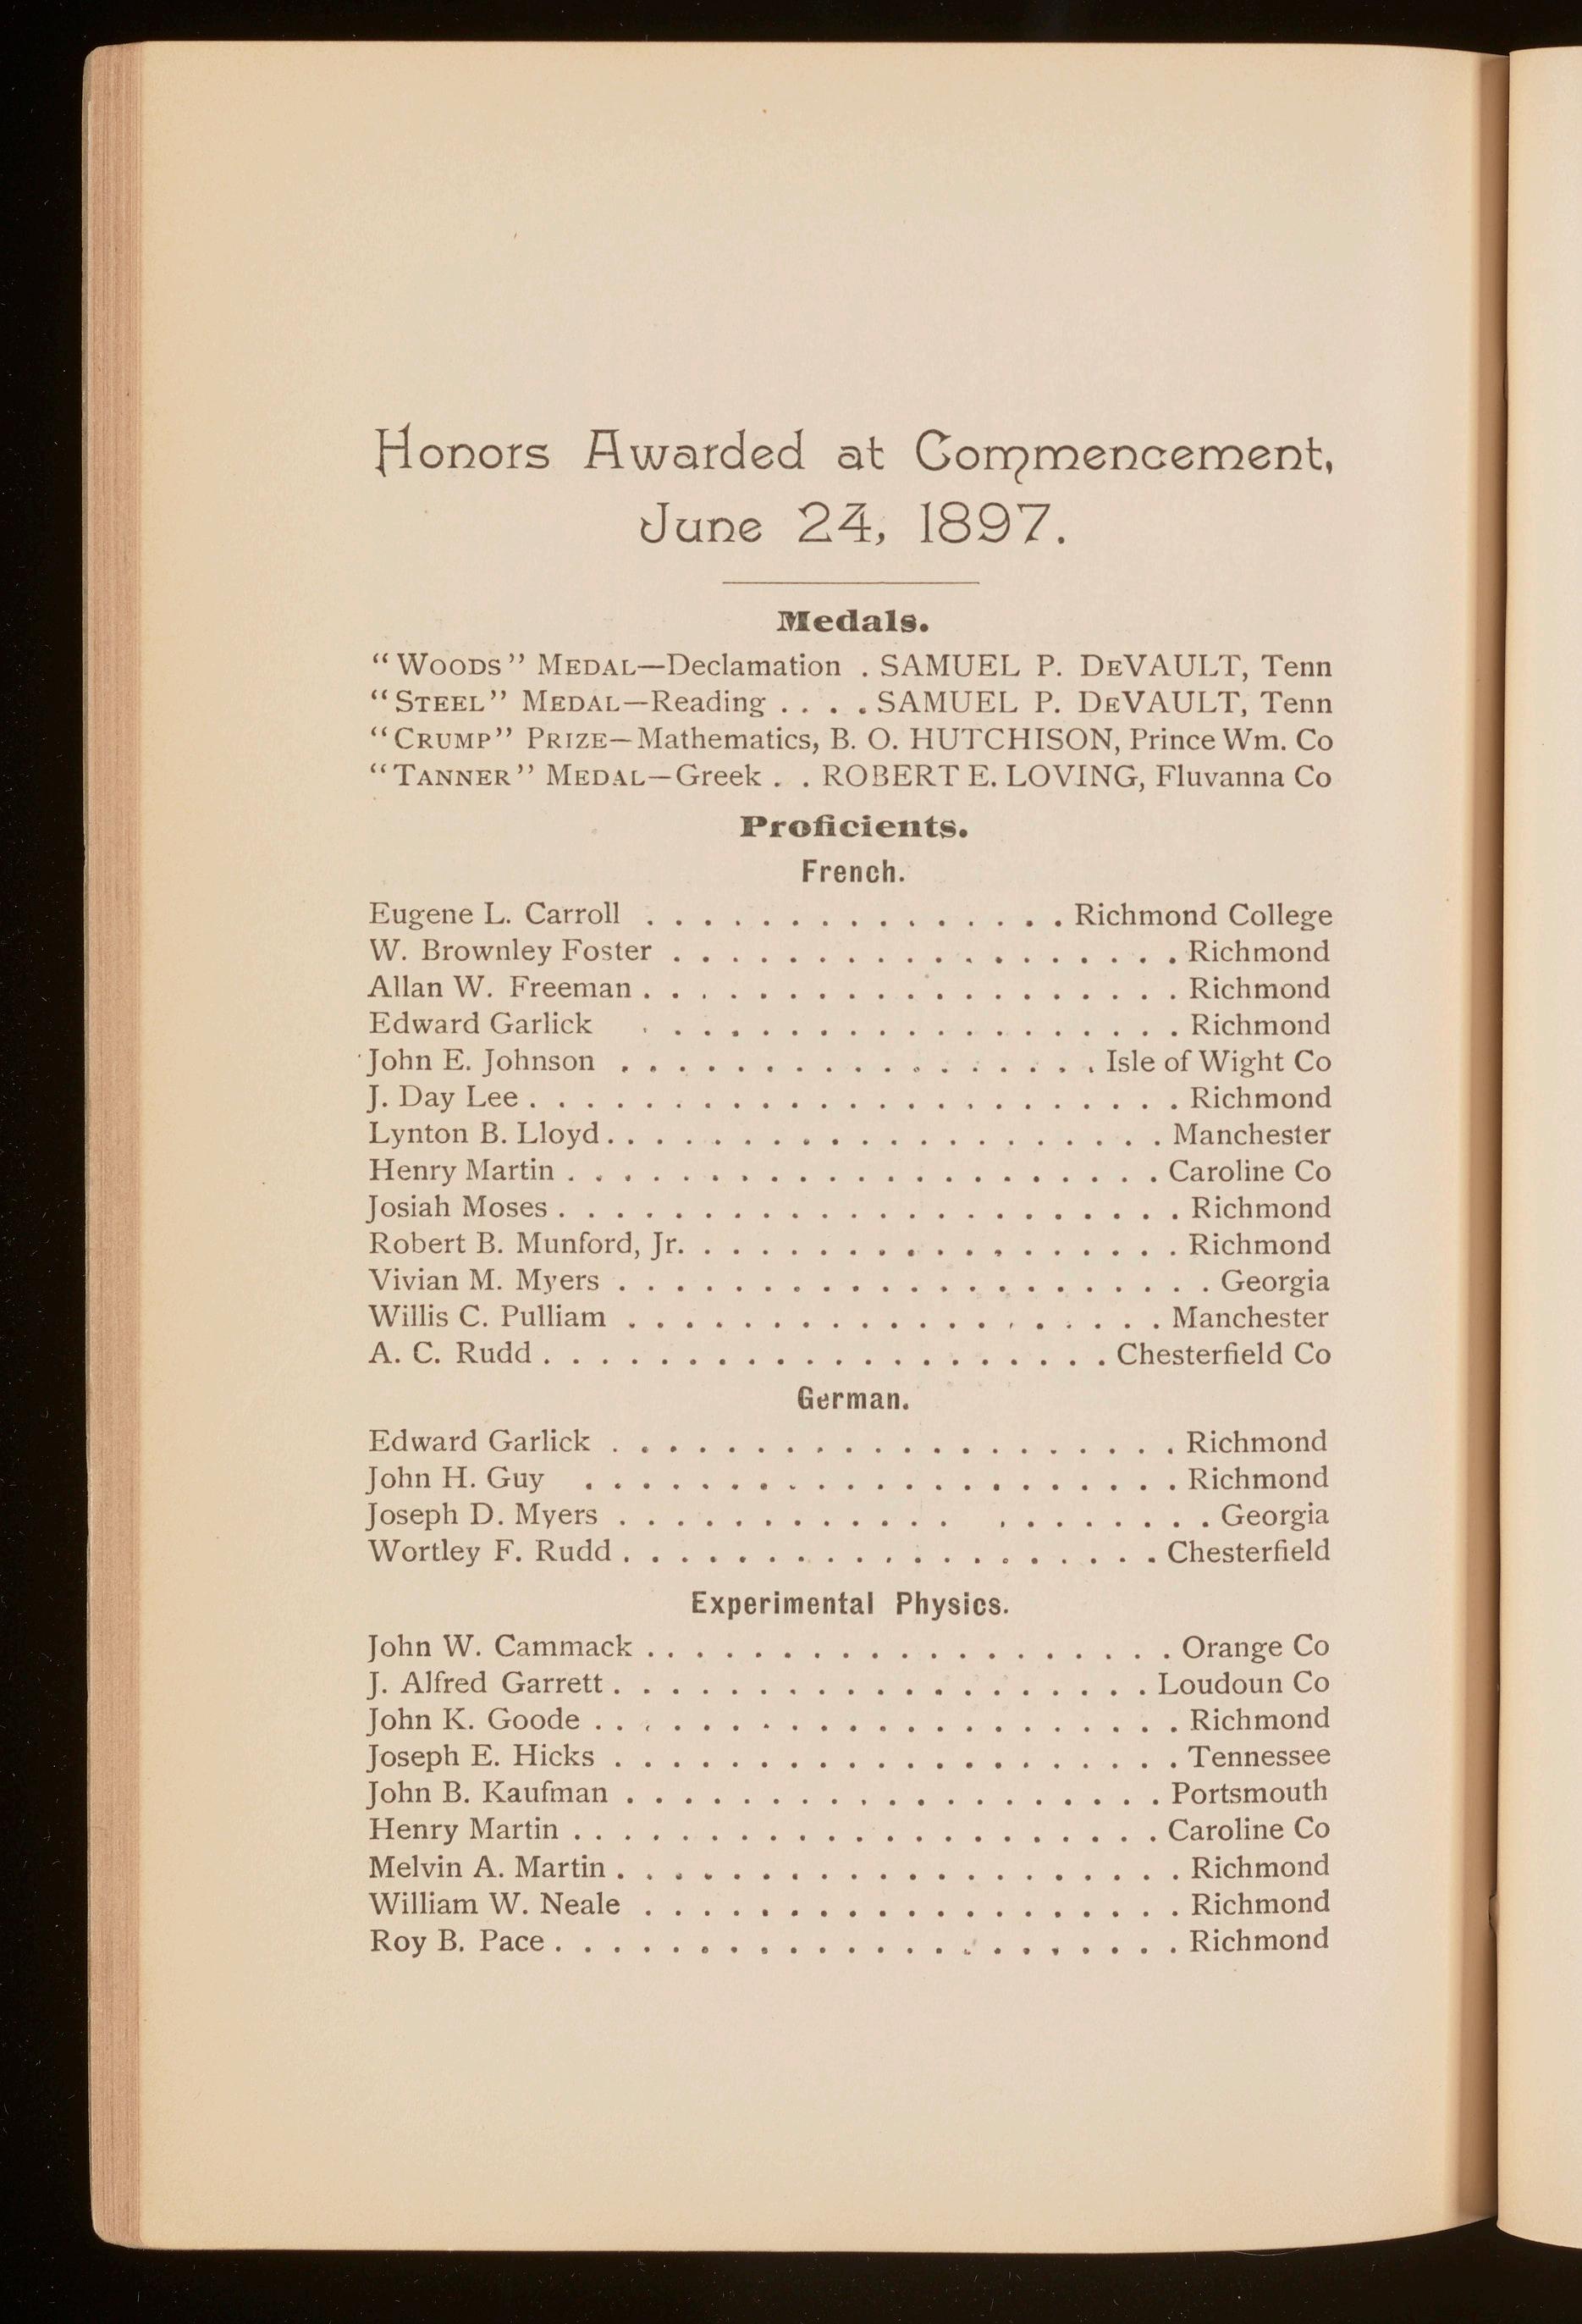 Honors Awarded at Commencement,
June 24, 1897.
Medals.
“Woods” Medal—Declamation . SAMUEL P. DeVAULT, Tenn
“Steel” Medal—Reading . . . . SAMUEL P. DeVAULT, Tenn
“Crump” Prize—Mathematics, B. O. HUTCHISON, Prince Wm. Co
“Tanner” Medal—Greek . . ROBERT E. LOVING, Fluvanna Co
Proficients.
French.
Eugene L. Carroll . . . . . . . . . . . . . . . Richmond College
W. Brownley Foster . . . . . . . . . . . . . . . . . . Richmond
Allan W. Freeman . . . . . . . . . . . . . . . . . . . Richmond
Edward Garlick . . . . . . . . . . . . . . . . . . . Richmond
John E. Johnson . . . . . . . . . . . . . . . . . Isle of Wight Co
J. Day Lee . . . . . . . . . . . . . . . . . . . . . . . Richmond
Lynton B. Lloyd . . . . . . . . . . . . . . . . . . . . Manchester
Henry Martin . . . . . . . . . . . . . . . . . . . . . Caroline Co
Josiah Moses . . . . . . . . . . . . . . . . . . . . . . Richmond
Robert B. Munford, Jr. . . . . . . . . . . . . . . . . . Richmond
Vivian M. Myers . . . . . . . . . . . . . . . . . . . . . Georgia
Willis C. Pulliam . . . . . . . . . . . . . . . . . . . Manchester
A. C. Rudd . . . . . . . . . . . . . . . . . . . . Chesterfield Co
German.
Edward Garlick . . . . . . . . . . . . . . . . . . . . Richmond
John H. Guy . . . . . . . . . . . . . . . . . . . . . Richmond
Joseph D. Myers . . . . . . . . . . . . . . . . . . . . Georgia
Wortley F. Rudd . . . . . . . . . . . . . . . . . . . Chesterfield
Experimental Physics.
John W. Cammack . . . . . . . . . . . . . . . . . . . Orange Co
J. Alfred Garrett . . . . . . . . . . . . . . . . . . . Loudoun Co
John K. Goode . . . . . . . . . . . . . . . . . . . . . Richmond
Joseph E. Hicks . . . . . . . . . . . . . . . . . . . . Tennessee
John B. Kaufman . . . . . . . . . . . . . . . . . . . Portsmouth
Henry Martin . . . . . . . . . . . . . . . . . . . . . Caroline Co
Melvin A. Martin . . . . . . . . . . . . . . . . . . . . Richmond
William W. Neale . . . . . . . . . . . . . . . . . . . Richmond
Roy B. Pace . . . . . . . . . . . . . . . . . . . . . . Richmond